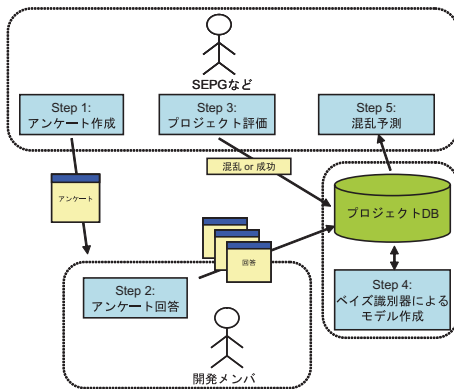 SEPGなど
Step 1:
アンケート作成
Step 3:
プロジェクト評価
Step 5:
混乱予測
混乱 or 成功
アンケート
プロジェクトDB
回答
Step 2:
アンケート回答
Step 4:
ベイズ識別器による
モデル作成
開発メンバ